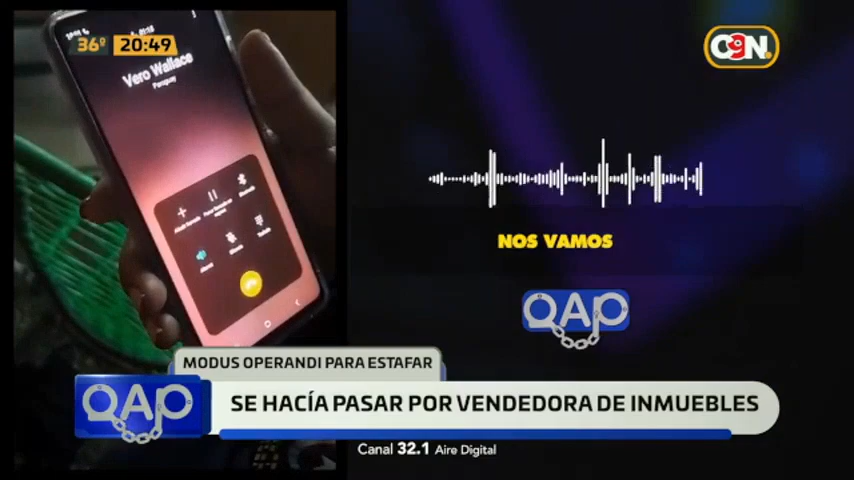 36º 20:49
Vero Wallace
Paraguay
C9N.
NOS VAMOS
QAP
MODUS OPERANDI PARA ESTAFAR
QAP
SE HACÍA PASAR POR VENDEDORA DE INMUEBLES
Canal 32.1 Aire Digital